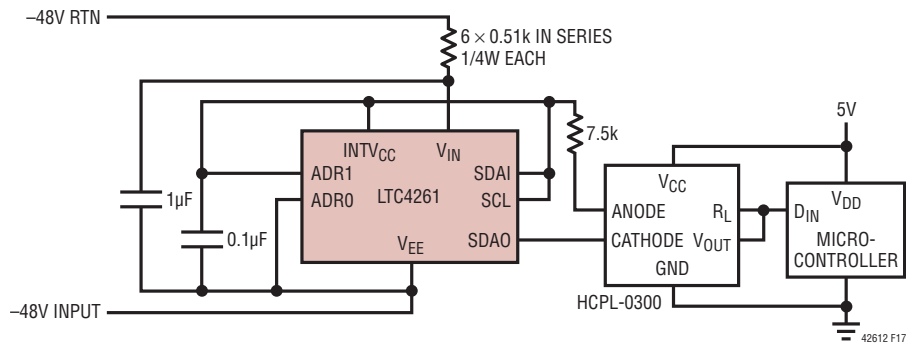 –48V RTN
6 × 0.51k IN SERIES
1/4W EACH
7.5k
5V
INTVCC
VIN
ADR1
SDAI
LTC4261
ADR0
SCL
VEE
SDAO
1µF
0.1µF
VCC
ANODE
RL
CATHODE
VOUT
GND
HCPL-0300
VDD
DIN
MICRO-
CONTROLLER
–48V INPUT
42612 F17